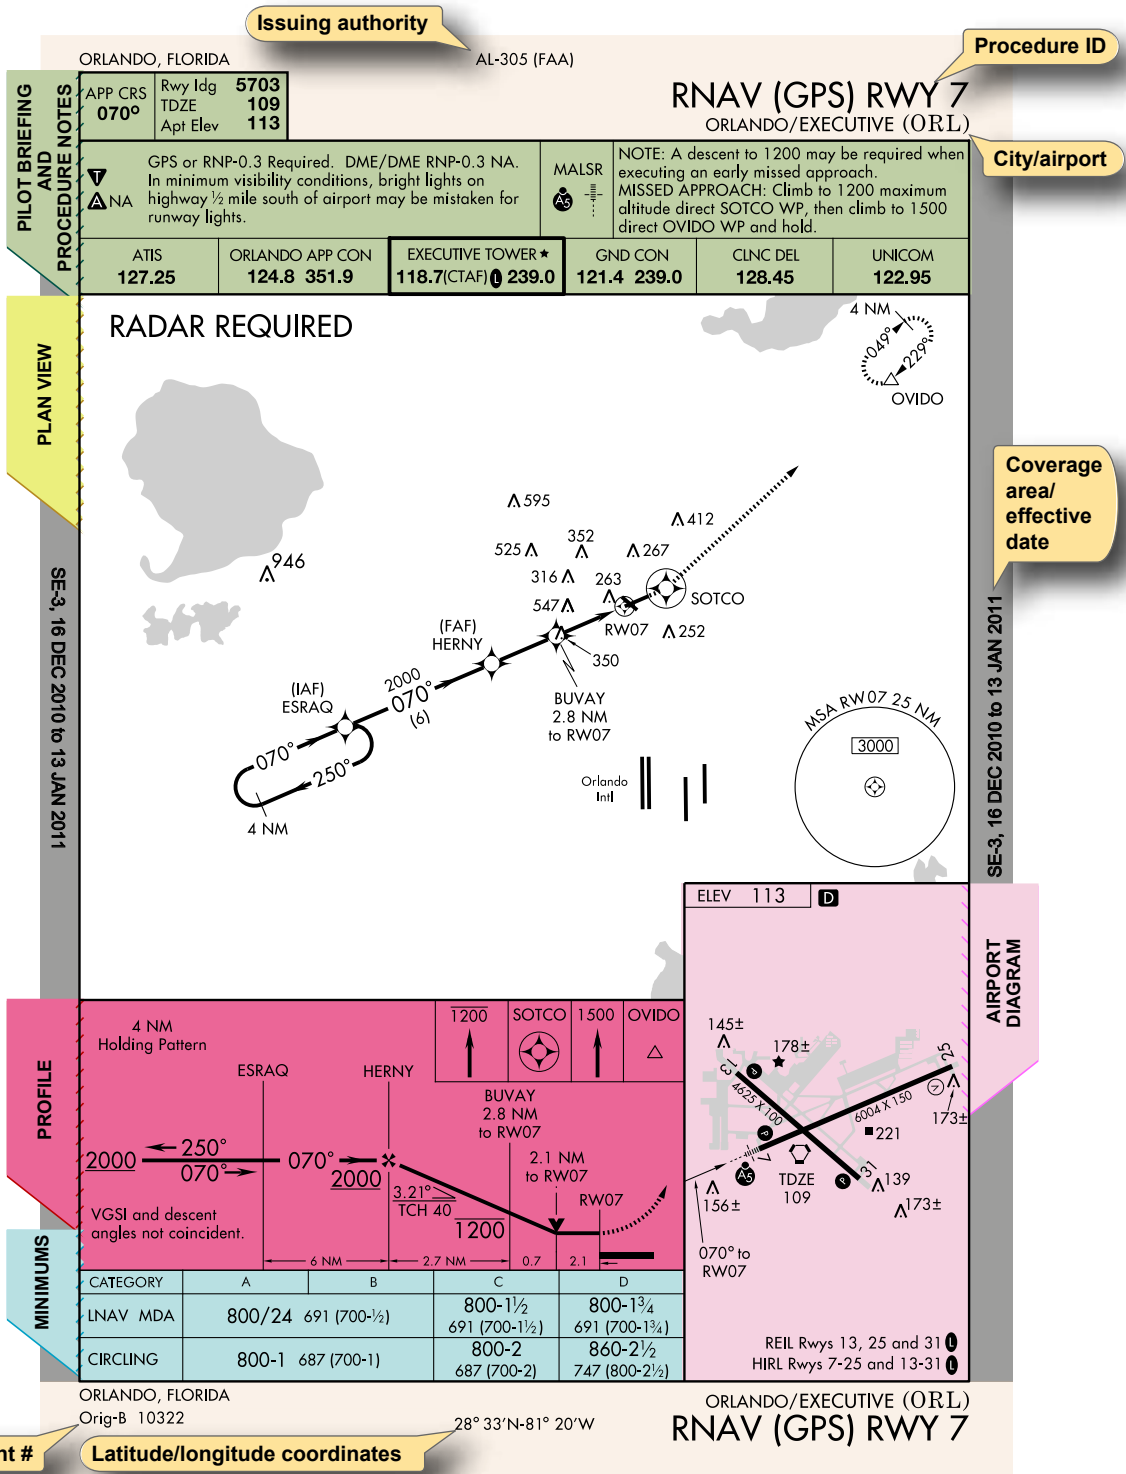 Issuing authority
ORLANDO, FLORIDA
AL-305 (FAA)
Procedure ID
PILOT BRIEFING
AND
PROCEDURE NOTES
APP CRS
070°
Rwy ldg 5703
TDZE 109
Apt Elev 113
RNAV (GPS) RWY 7
ORLANDO/EXECUTIVE (ORL)
City/airport
T
A NA
GPS or RNP-0.3 Required. DME/DME RNP-0.3 NA.
In minimum visibility conditions, bright lights on
highway ½ mile south of airport may be mistaken for
runway lights.
MALSR
A5
NOTE: A descent to 1200 may be required when
executing an early missed approach.
MISSED APPROACH: Climb to 1200 maximum
altitude direct SOTCO WP, then climb to 1500
direct OVIDO WP and hold.
ATIS
127.25
ORLANDO APP CON
124.8 351.9
EXECUTIVE TOWER ★
118.7(CTAF) L 239.0
GND CON
121.4 239.0
CLNC DEL
128.45
UNICOM
122.95
PLAN VIEW
RADAR REQUIRED
4 NM
049°
229°
OVIDO
Coverage
area/
effective
date
595
412
352
525
267
946
316
263
547
SOTCO
RW07
252
(FAF)
HERNY
350
2000
070°
(6)
(IAF)
ESRAQ
BUVAY
2.8 NM
to RW07
070°
250°
4 NM
Orlando
Intl
MSA RW07 25 NM
3000
SE-3, 16 DEC 2010 to 13 JAN 2011
SE-3, 16 DEC 2010 to 13 JAN 2011
ELEV 113 D
AIRPORT
DIAGRAM
145±
178±
13
25
P
4625 X 100
6004 X 150
V
173±
P
221
7
A5
TDZE
109
P
31
139
156±
173±
070° to
RW07
REIL Rwys 13, 25 and 31 L
HIRL Rwys 7-25 and 13-31 L
PROFILE
4 NM
Holding Pattern
1200
SOTCO
1500
OVIDO
ESRAQ
HERNY
BUVAY
2.8 NM
to RW07
250°
2000
070°
070°
2000
2.1 NM
to RW07
3.21°
TCH 40
RW07
1200
VGSI and descent
angles not coincident.
6 NM
2.7 NM
0.7
2.1
MINIMUMS
CATEGORY A B C D
LNAV MDA 800/24 691 (700-½) 800-1½ 800-1¾
691 (700-1½) 691 (700-1¾)
CIRCLING 800-1 687 (700-1) 800-2 860-2½
687 (700-2) 747 (800-2½)
ORLANDO, FLORIDA
Orig-B 10322
28° 33'N-81° 20'W
ORLANDO/EXECUTIVE (ORL)
RNAV (GPS) RWY 7
#
Latitude/longitude coordinates